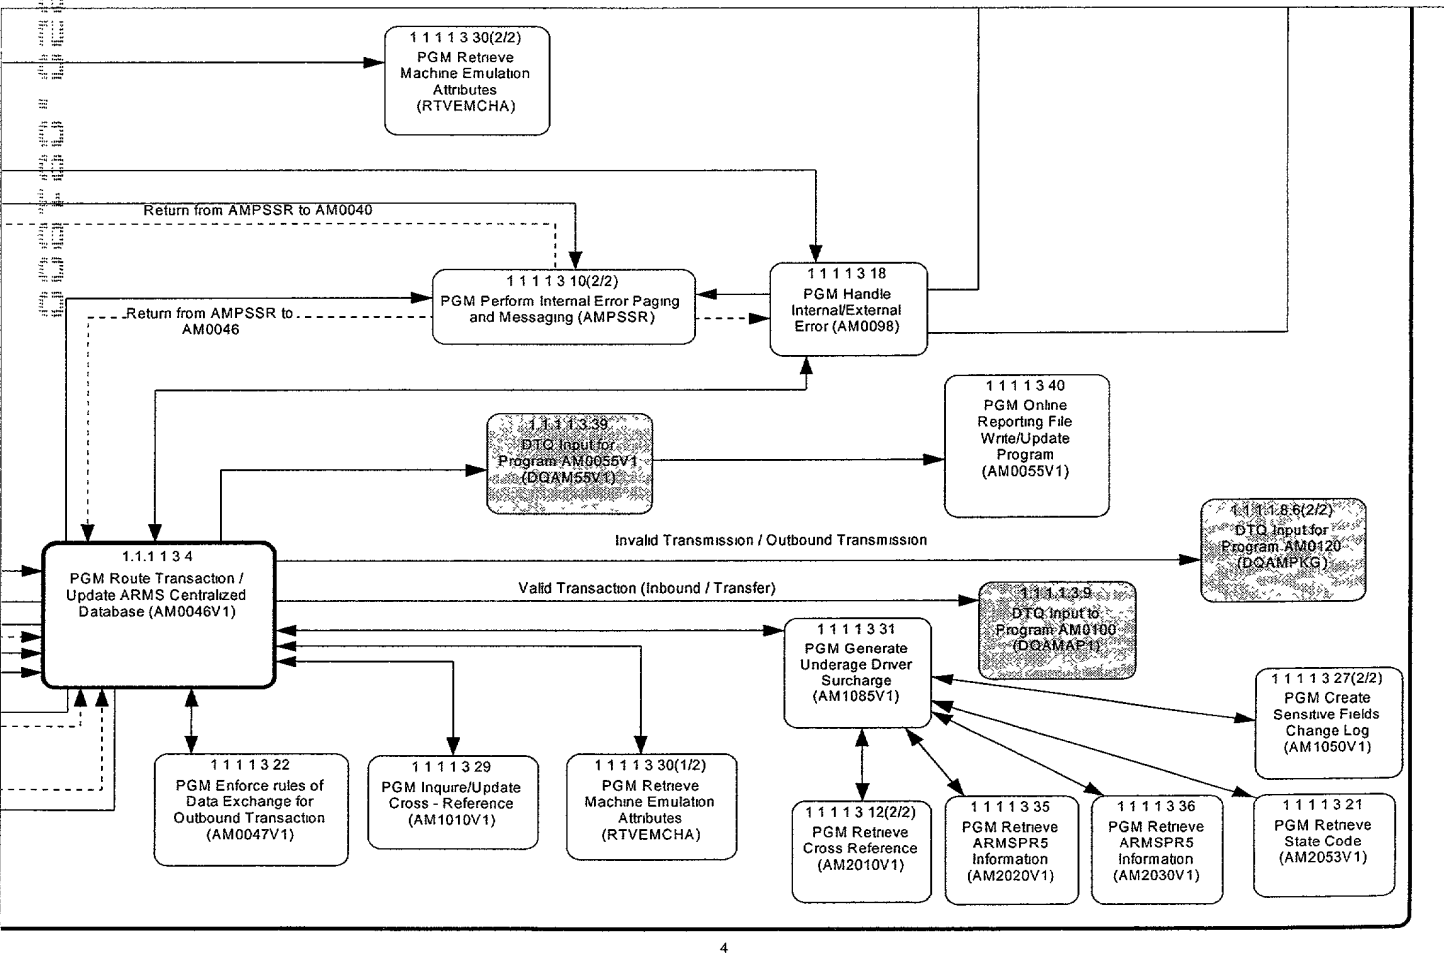 1 1 1 1 3 30(2/2)
PGM Retrieve
Machine Emulation
Attributes
(RTVEMCHA)
Return from AMPSSR to AM0040
1 1 1 1 3 10(2/2)
PGM Perform Internal Error Paging
and Messaging (AMPSSR)
1 1 1 1 3 18
PGM Handle
Internal/External
Error (AM0098)
Return from AMPSSR to
AM0046
1 1 1 1 3 40
PGM Online
Reporting File
Write/Update
Program
(AM0055V1)
1.1.1 1.3.39
DTQ Input for
Program AM0055V1
(DQAM55V1)
1.1 1 1.8.6(2/2)
DTQ Input for
Program AM0120
(DQAMPKG)
Invalid Transmission / Outbound Transmission
1.1.1 1 3 4
PGM Route Transaction /
Update ARMS Centralized
Database (AM0046V1)
Valid Transaction (Inbound / Transfer)
1.1.1.1.3.9
DTQ Input to
Program AM0100
(DQAMAP1)
1 1 1 1 3 31
PGM Generate
Underage Driver
Surcharge
(AM1085V1)
1 1 1 1 3 27(2/2)
PGM Create
Sensitive Fields
Change Log
(AM1050V1)
1 1 1 1 3 22
PGM Enforce rules of
Data Exchange for
Outbound Transaction
(AM0047V1)
1 1 1 1 3 29
PGM Inquire/Update
Cross - Reference
(AM1010V1)
1 1 1 1 3 30(1/2)
PGM Retrieve
Machine Emulation
Attributes
(RTVEMCHA)
1 1 1 1 3 12(2/2)
PGM Retrieve
Cross Reference
(AM2010V1)
1 1 1 1 3 35
PGM Retrieve
ARMSPR5
Information
(AM2020V1)
1 1 1 1 3 36
PGM Retrieve
ARMSPR5
Information
(AM2030V1)
1 1 1 1 3 21
PGM Retrieve
State Code
(AM2053V1)
4